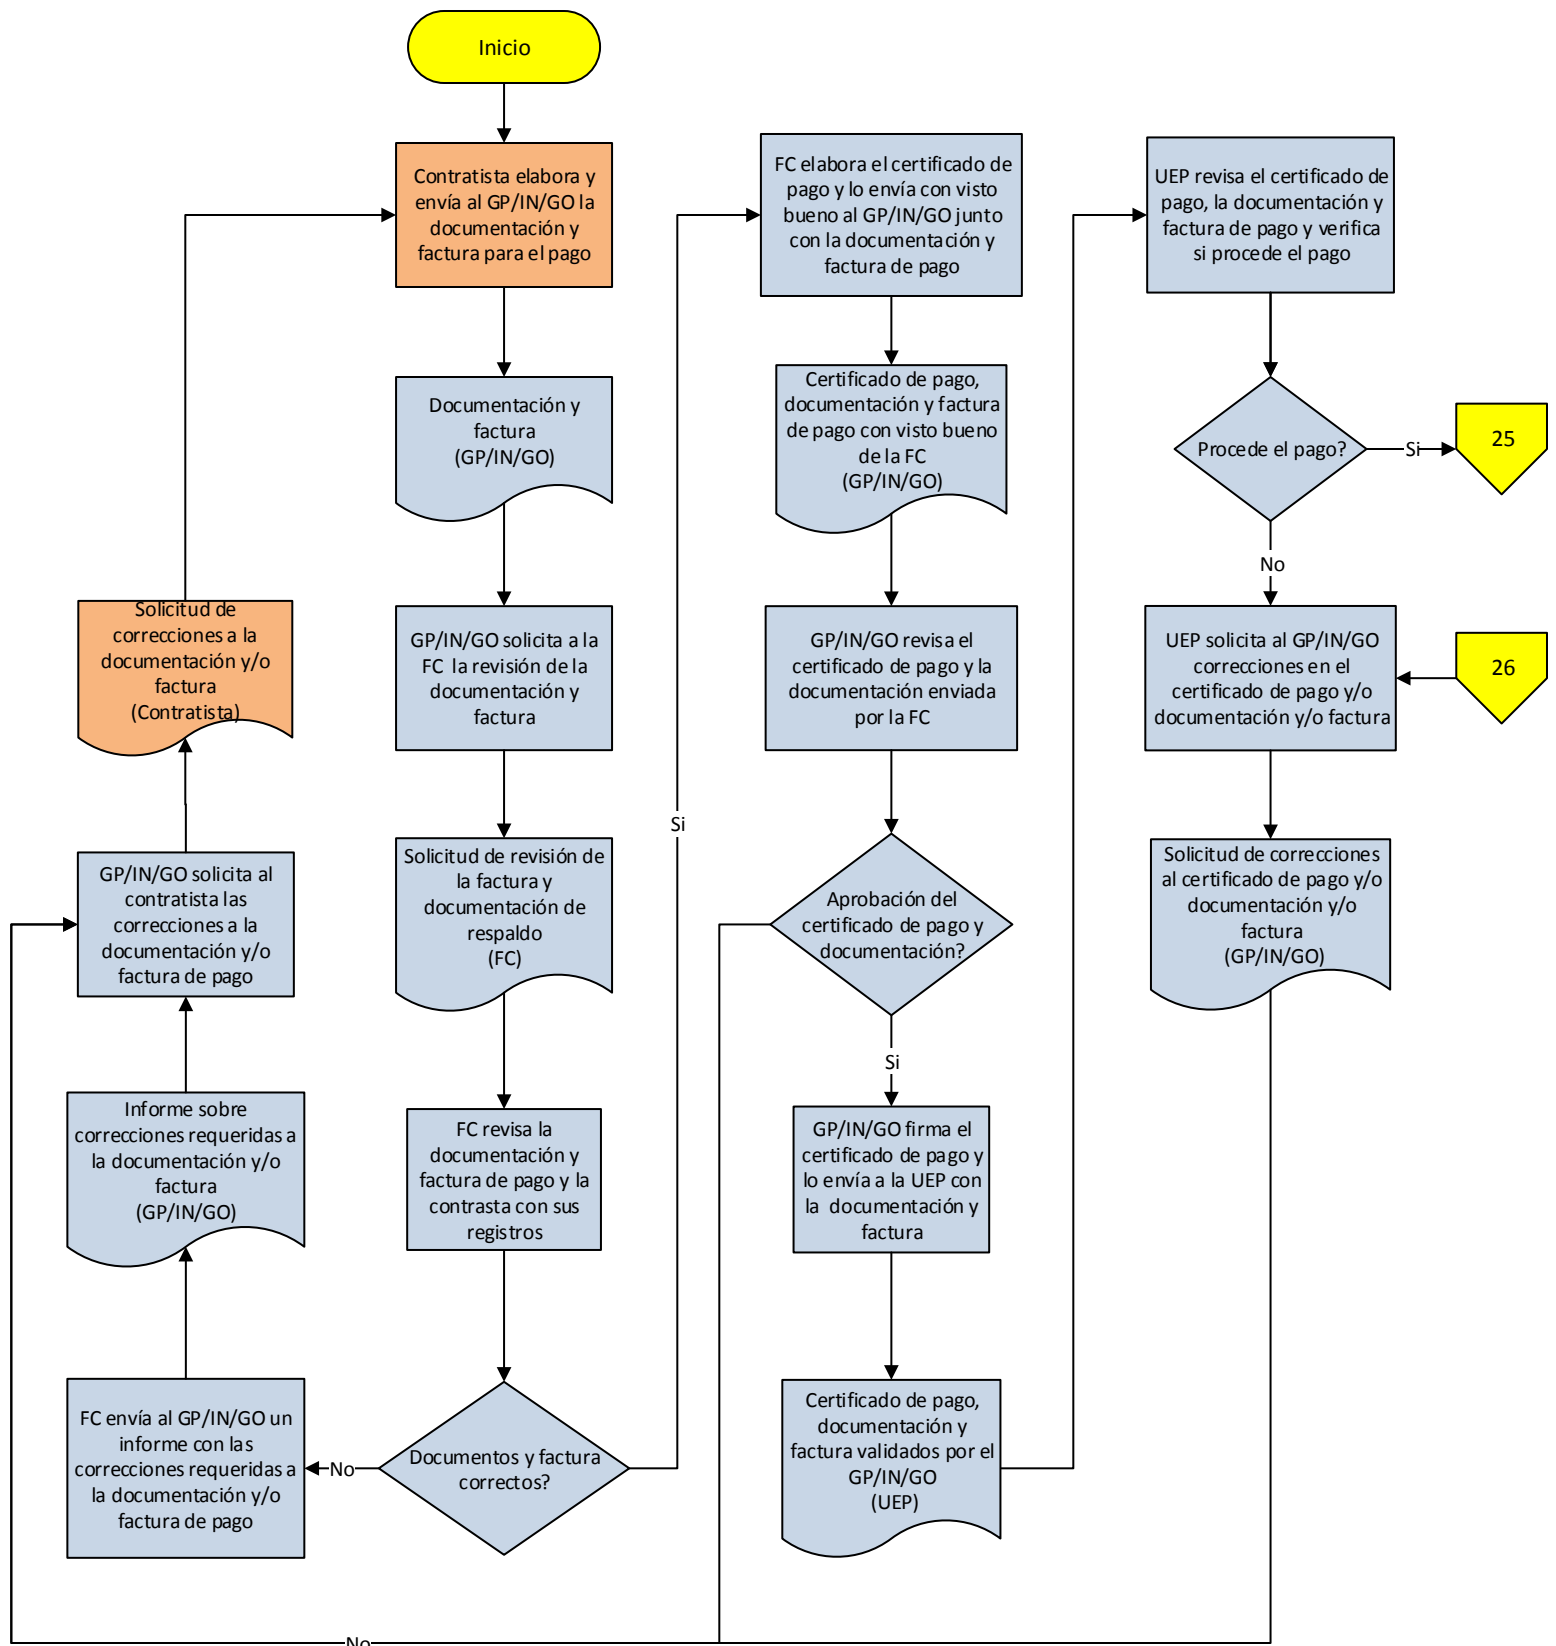 Inicio
Contratista elabora y
envía al GP/IN/GO la
documentación y
factura para el pago
Documentación y
factura
(GP/IN/GO)
GP/IN/GO solicita a la
FC la revisión de la
documentación y
factura
Solicitud de revisión de
la factura y
documentación de
respaldo
(FC)
FC revisa la
documentación y
factura de pago y la
contrasta con sus
registros
Documentos y factura
correctos?
No
FC envía al GP/IN/GO un
informe con las
correcciones requeridas a
la documentación y/o
factura de pago
Informe sobre
correcciones requeridas a
la documentación y/o
factura
(GP/IN/GO)
GP/IN/GO solicita al
contratista las
correcciones a la
documentación y/o
factura de pago
Solicitud de
correcciones a la
documentación y/o
factura
(Contratista)
Si
FC elabora el certificado de
pago y lo envía con visto
bueno al GP/IN/GO junto
con la documentación y
factura de pago
Certificado de pago,
documentación y factura
de pago con visto bueno
de la FC
(GP/IN/GO)
GP/IN/GO revisa el
certificado de pago y la
documentación enviada
por la FC
Aprobación del
certificado de pago y
documentación?
Si
GP/IN/GO firma el
certificado de pago y
lo envía a la UEP con
la documentación y
factura
Certificado de pago,
documentación y
factura validados por el
GP/IN/GO
(UEP)
UEP revisa el certificado de
pago, la documentación y
factura de pago y verifica
si procede el pago
Procede el pago?
Si
25
No
UEP solicita al GP/IN/GO
correcciones en el
certificado de pago y/o
documentación y/o factura
26
Solicitud de correcciones
al certificado de pago y/o
documentación y/o
factura
(GP/IN/GO)
No